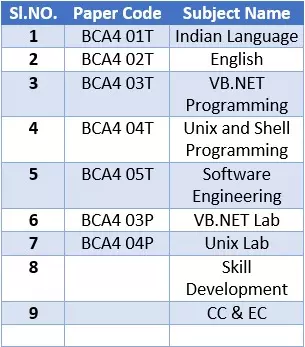 Sl.NO. Paper Code Subject Name
1 BCA4 01T Indian Language
2 BCA4 02T English
3 BCA4 03T VB.NET
Programming
4 BCA4 04T Unix and Shell
Programming
5 BCA4 05T Software
Engineering
6 BCA4 03P VB.NET Lab
7 BCA4 04P Unix Lab
8 Skill
Development
9 CC & EC